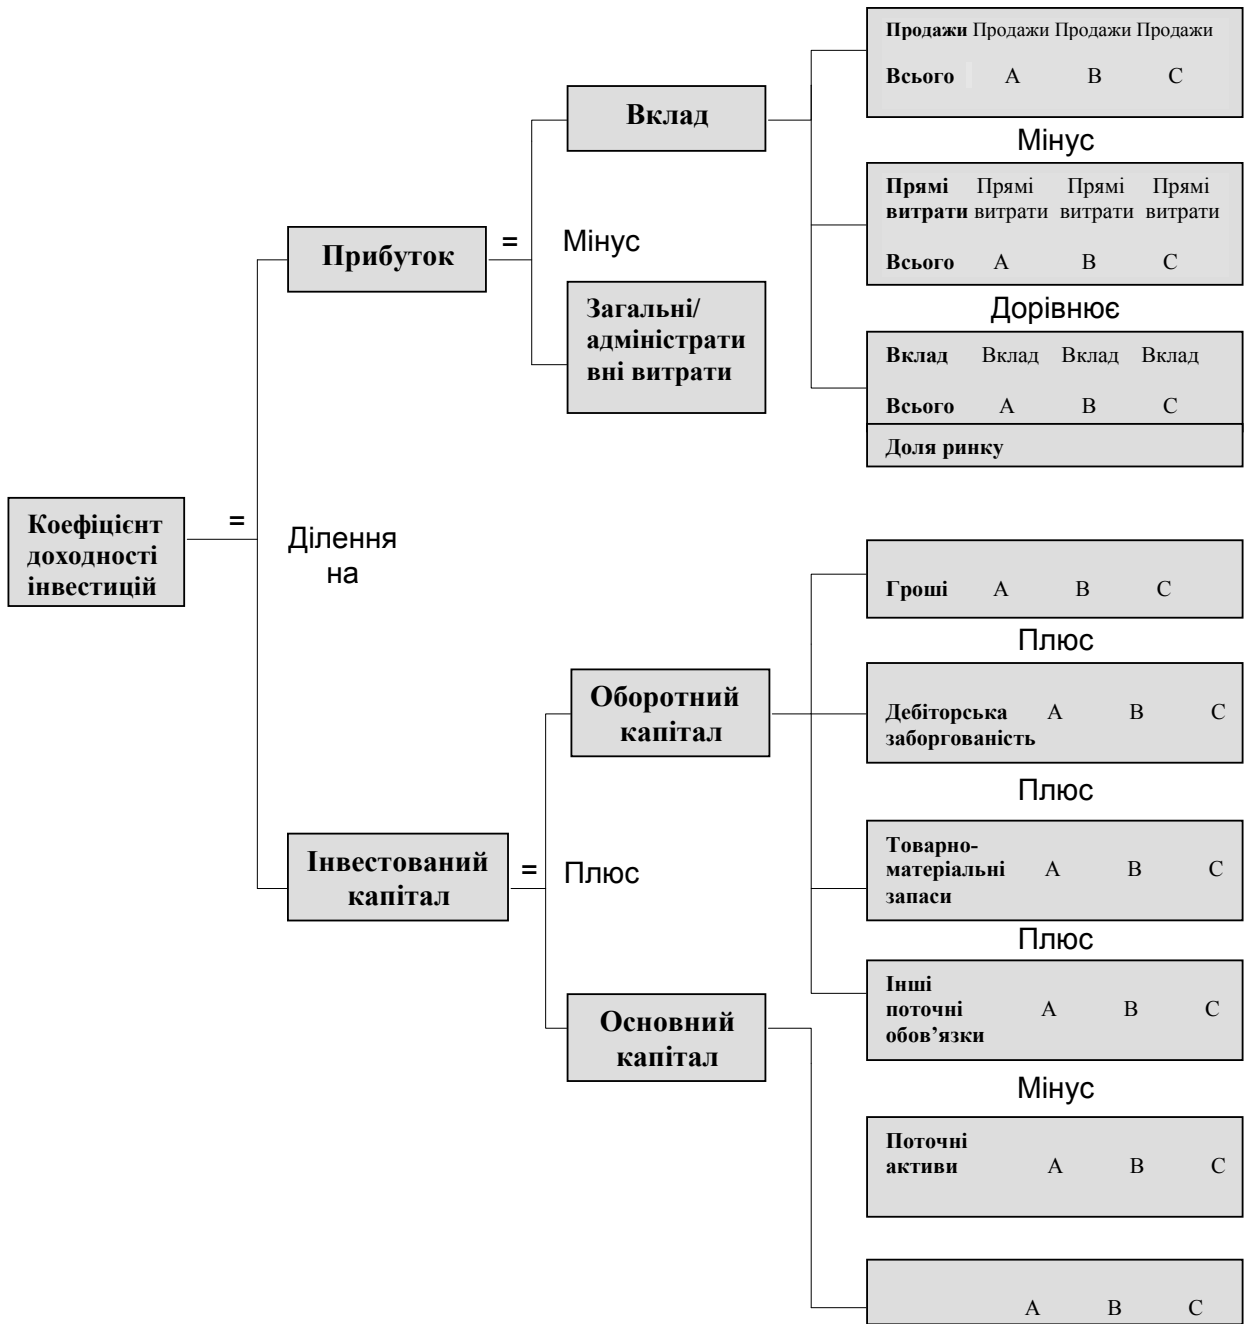 Продажи Продажи Продажи Продажи
Всього А В С
Мінус
Прямі Прямі Прямі Прямі
витрати витрати витрати витрати
Всього А В С
Дорівнює
Вклад Вклад Вклад Вклад
Всього А В С
Доля ринку
Вклад
=
Мінус
Загальні/
адміністрати
вні витрати
Прибуток
Коефіцієнт
доходності
інвестицій
=
Ділення
на
Гроші А В С
Плюс
Дебіторська А В С
заборгованість
Плюс
Товарно-
матеріальні А В С
запаси
Плюс
Інші
поточні А В С
обов’язки
Мінус
Поточні
активи А В С
А В С
Оборотний
капітал
Інвестований
капітал
=
Плюс
Основний
капітал